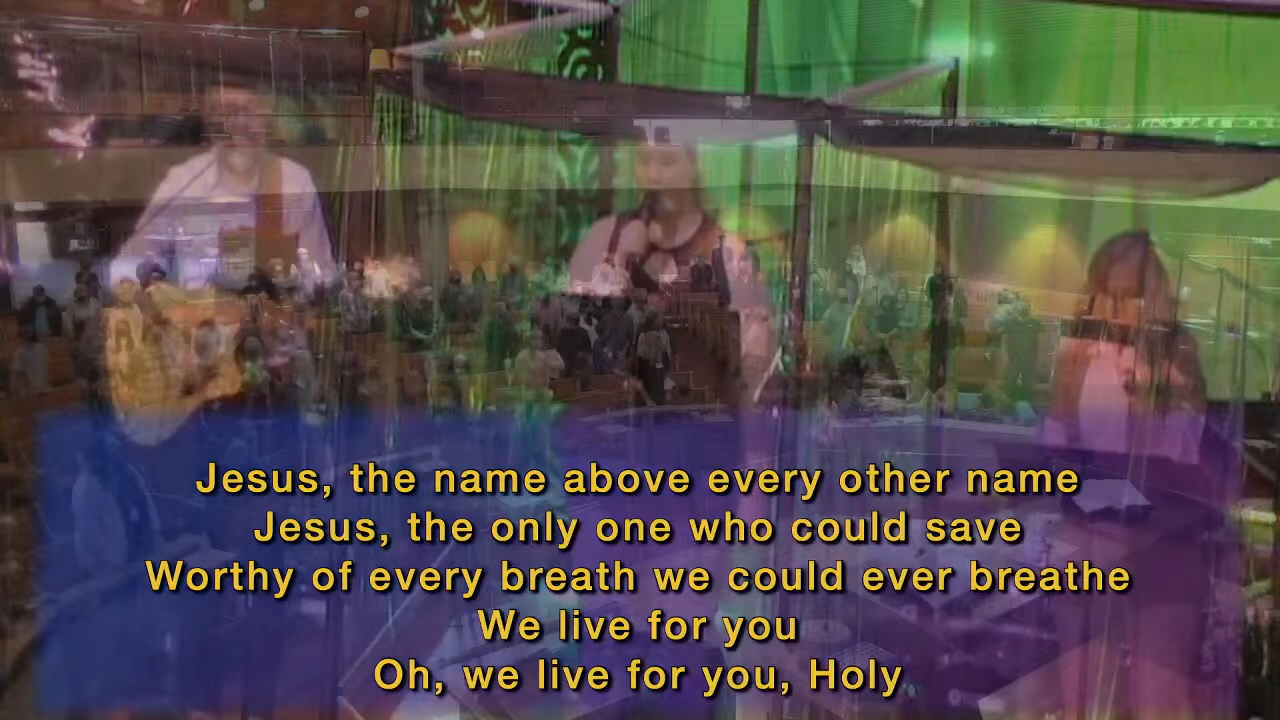 Jesus, the name above every other name
Jesus, the only one who could save
Worthy of every breath we could ever breathe
We live for you
Oh, we live for you, Holy